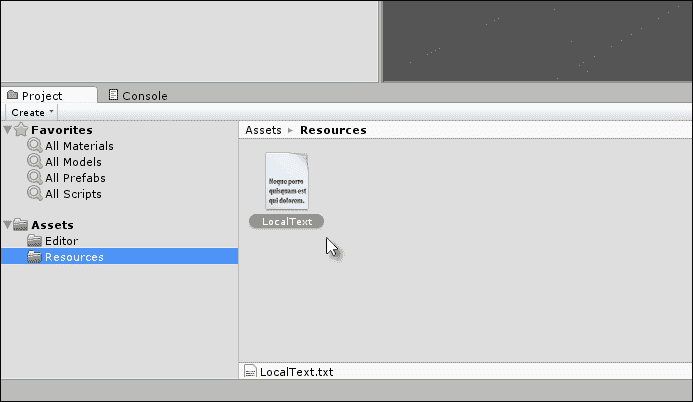 Project
Console
Create
Favorites
All Materials
All Models
All Prefabs
All Scripts
Assets
Editor
Resources
Assets ▸ Resources
Neque porro
quisquam est
qui dolorem.
LocalText
LocalText.txt